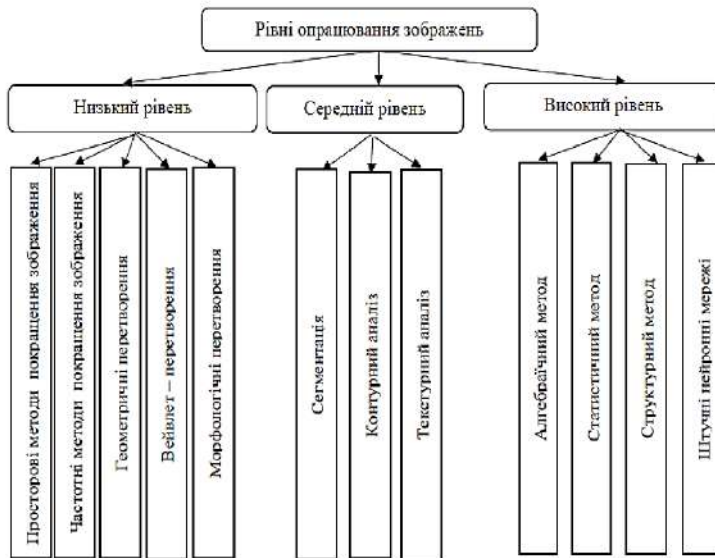 Рівні опрацювання зображень
Низький рівень
Середній рівень
Високий рівень
Просторові методи покращення зображення
Частотні методи покращення зображення
Геометричні перетворення
Вейвлет – перетворення
Морфологічні перетворення
Сегментація
Контурний аналіз
Текстурний аналіз
Алгебраїчний метод
Статистичний метод
Структурний метод
Штучні нейронні мережі